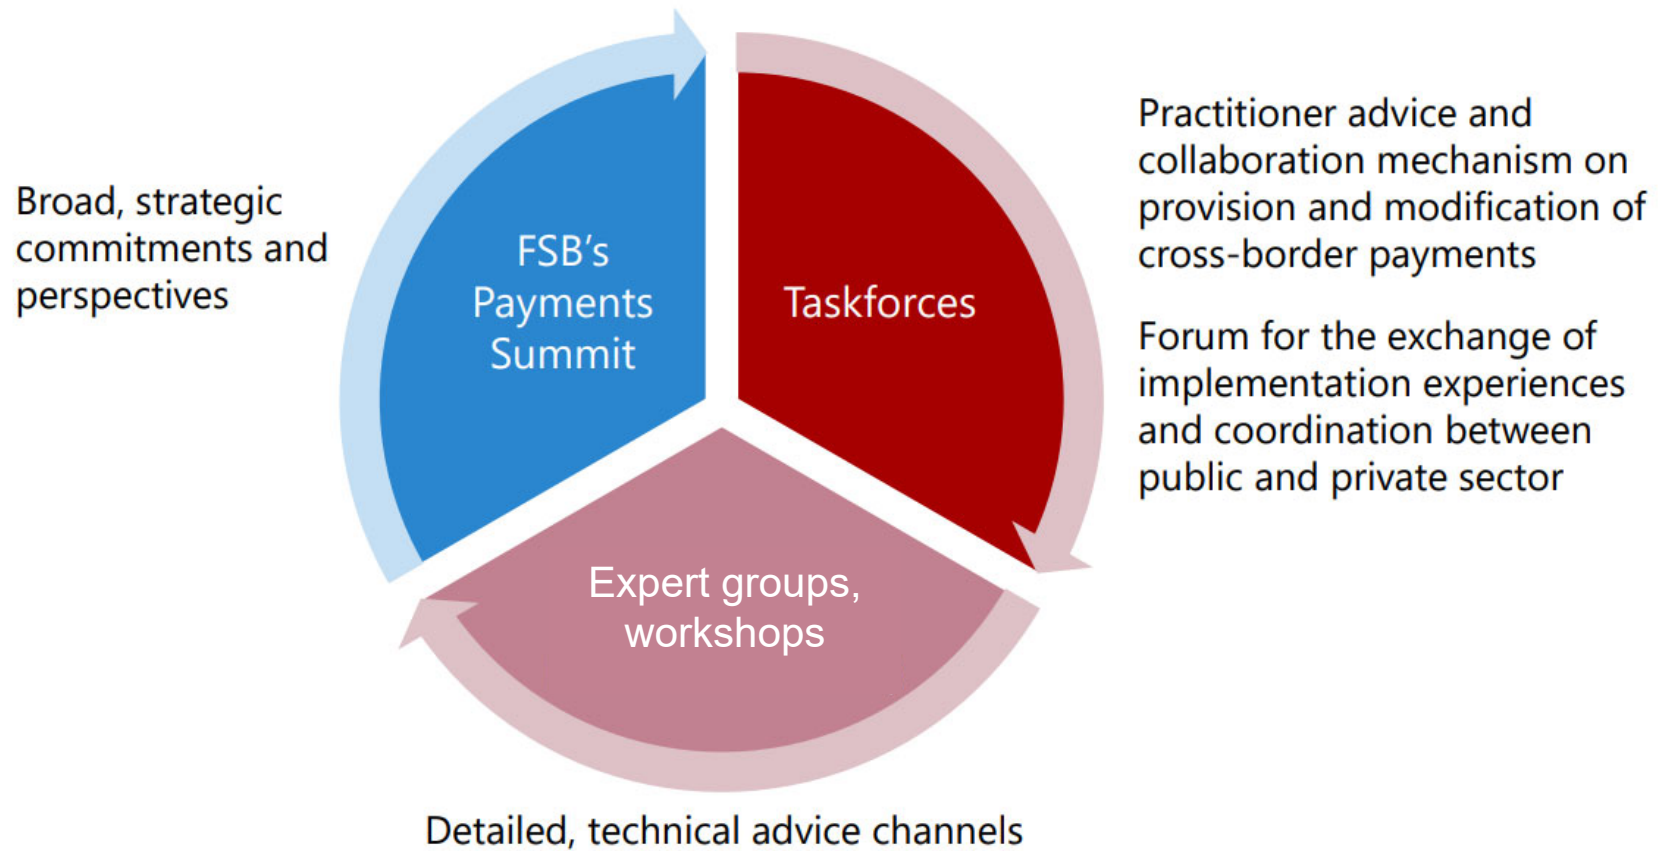 Broad, strategic
commitments and
perspectives
FSB’s
Payments
Summit
Taskforces
Practitioner advice and
collaboration mechanism on
provision and modification of
cross-border payments
Forum for the exchange of
implementation experiences
and coordination between
public and private sector
Expert groups,
workshops
Detailed, technical advice channels